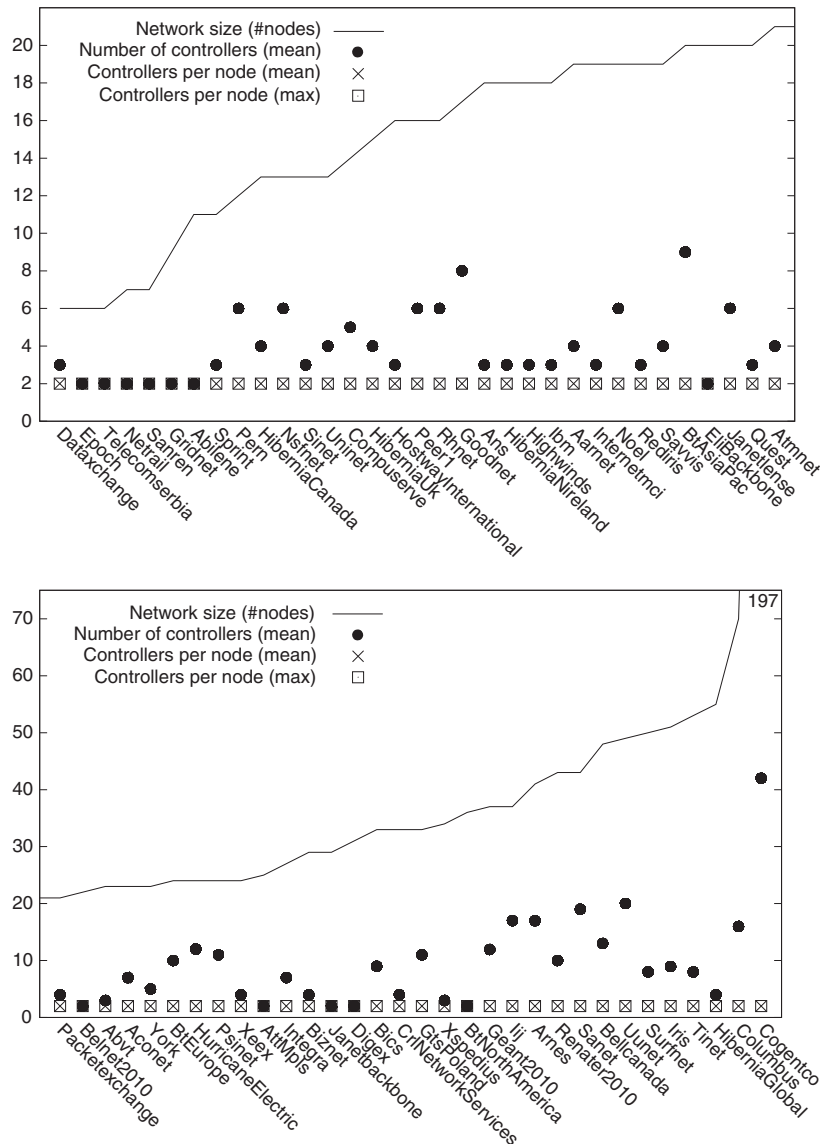 Network size (#nodes)
Number of controllers (mean)
Controllers per node (mean)
Controllers per node (max)
20
18
16
14
12
10
8
6
4
2
0
Dataxchange
Epoch
Telecomserbia
Netrail
Sanren
Gridnet
Abilene
Sprint
Pern
HiberniaCanada
Nsfnet
Sinet
Uninet
Compuserve
HiberniaUk
HostwayInternational
Peer1
Rhnet
Goodnet
Ans
HiberniaNireland
Highwinds
Ibm
Aarnet
Internetmci
Noel
Rediris
Savvis
BtAsiaPac
EliBackbone
Janetlense
Quest
Atmnet
Network size (#nodes)
Number of controllers (mean)
Controllers per node (mean)
Controllers per node (max)
197
70
60
50
40
30
20
10
0
Packetexchange
Belnet2010
Abvt
Aconet
York
BtEurope
HurricaneElectric
Psinet
Xeex
AttMpls
Integra
Biznet
Janetbackbone
Digex
Bics
CrlNetworkServices
GtsPoland
Xspedius
BtNorthAmerica
Geant2010
Iij
Arnes
Renater2010
Sanet
Bellcanada
Uunet
Surfnet
Iris
Tinet
HiberniaGlobal
Columbus
Cogentco